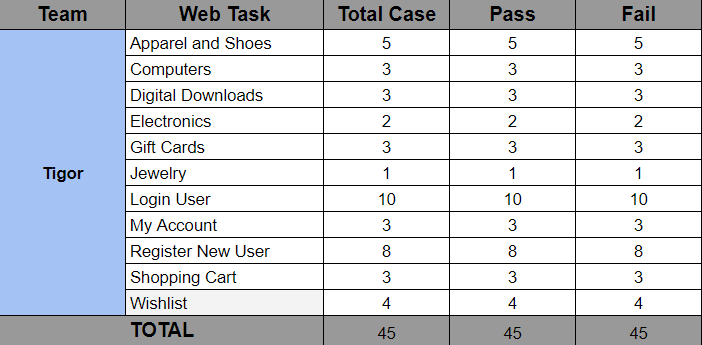 Team Web Task Total Case Pass Fail
Apparel and Shoes 5 5 5
Computers 3 3 3
Digital Downloads 3 3 3
Electronics 2 2 2
Gift Cards 3 3 3
Tigor Jewelry 1 1 1
Login User 10 10 10
My Account 3 3 3
Register New User 8 8 8
Shopping Cart 3 3 3
Wishlist 4 4 4
TOTAL 45 45 45